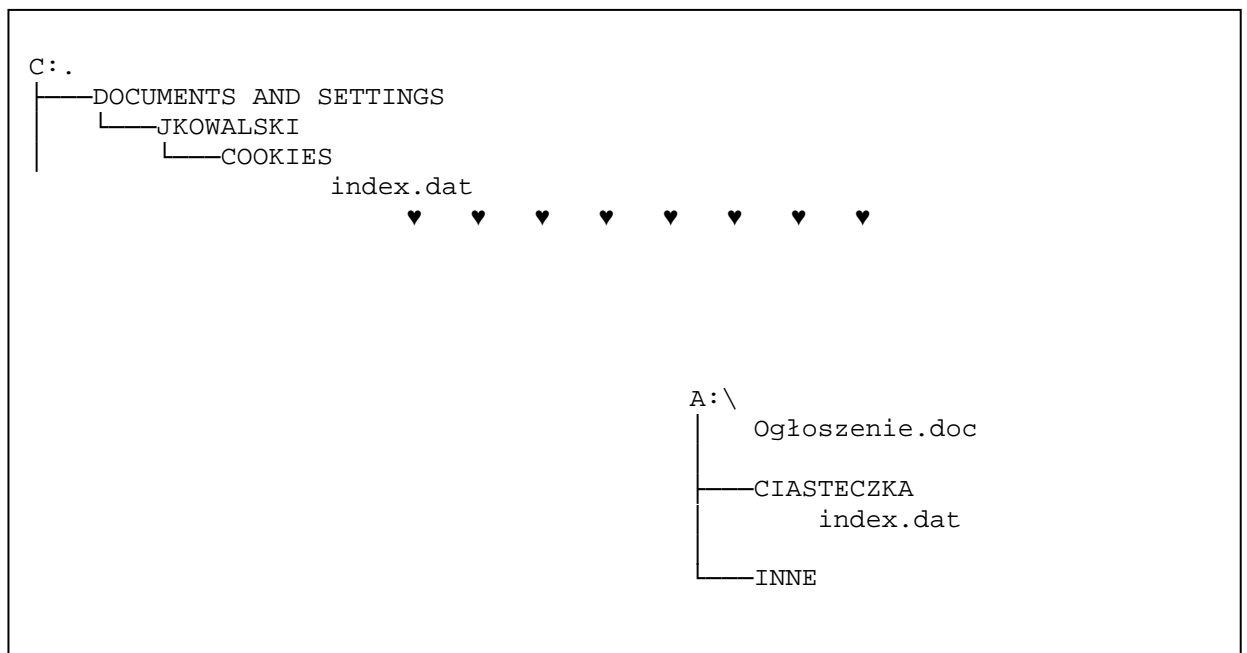 C:.
├───DOCUMENTS AND SETTINGS
│   └───JKOWALSKI
│       └───COOKIES
index.dat
♥ ♥ ♥ ♥ ♥ ♥ ♥ ♥
A:\
│   Ogłoszenie.doc
│
├───CIASTECZKA
│       index.dat
│
└───INNE